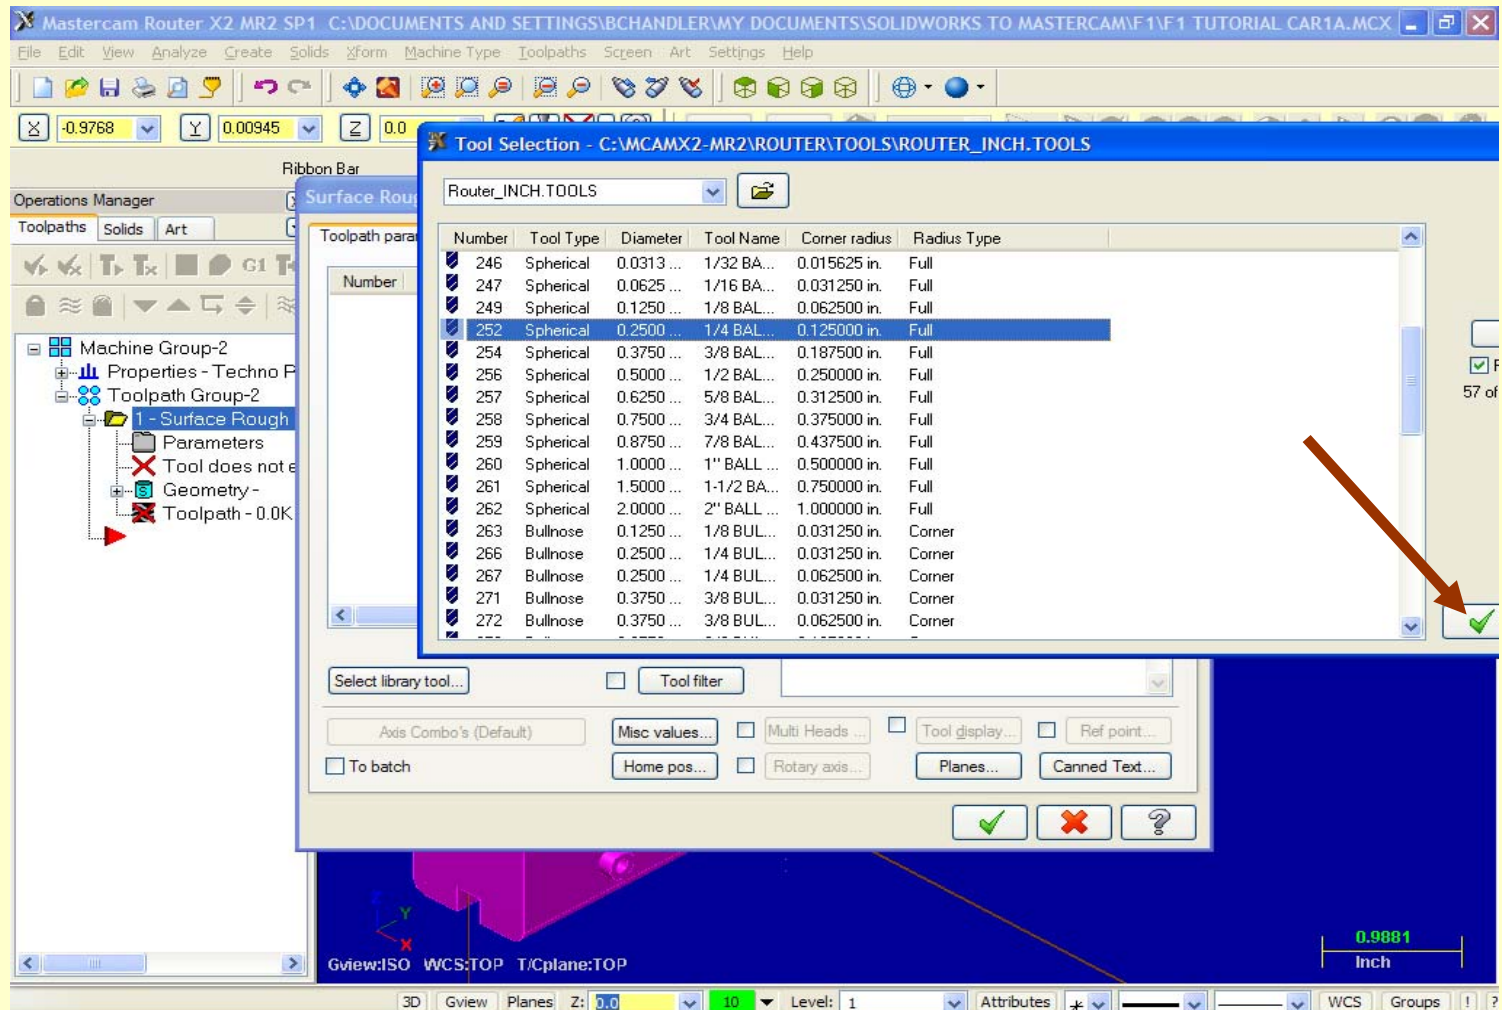 Mastercam Router X2 MR2 SP1 C:\DOCUMENTS AND SETTINGS\BCHANDLER\MY DOCUMENTS\SOLIDWORKS TO MASTERCAM\F1\F1 TUTORIAL CAR1A.MCX
File Edit View Analyze Create Solids Xform Machine Type Toolpaths Screen Art Settings Help
X -0.9768 Y 0.00945 Z 0.0
Ribbon Bar
Operations Manager
Toolpaths Solids Art
G1
Machine Group-2
Properties - Techno P
Toolpath Group-2
1 - Surface Rough
Parameters
Tool does not e
Geometry -
Toolpath - 0.0K
Surface Roug
Toolpath parar
Number
Tool Selection - C:\MCAMX2-MR2\ROUTER\TOOLS\ROUTER_INCH.TOOLS
Router_INCH.TOOLS
Number Tool Type Diameter Tool Name Corner radius Radius Type
246 Spherical 0.0313 ... 1/32 BA... 0.015625 in. Full
247 Spherical 0.0625 ... 1/16 BA... 0.031250 in. Full
249 Spherical 0.1250 ... 1/8 BAL... 0.062500 in. Full
252 Spherical 0.2500 ... 1/4 BAL... 0.125000 in. Full
254 Spherical 0.3750 ... 3/8 BAL... 0.187500 in. Full
256 Spherical 0.5000 ... 1/2 BAL... 0.250000 in. Full
257 Spherical 0.6250 ... 5/8 BAL... 0.312500 in. Full
258 Spherical 0.7500 ... 3/4 BAL... 0.375000 in. Full
259 Spherical 0.8750 ... 7/8 BAL... 0.437500 in. Full
260 Spherical 1.0000 ... 1" BALL ... 0.500000 in. Full
261 Spherical 1.5000 ... 1-1/2 BA... 0.750000 in. Full
262 Spherical 2.0000 ... 2" BALL ... 1.000000 in. Full
263 Bullnose 0.1250 ... 1/8 BUL... 0.031250 in. Corner
266 Bullnose 0.2500 ... 1/4 BUL... 0.031250 in. Corner
267 Bullnose 0.2500 ... 1/4 BUL... 0.062500 in. Corner
271 Bullnose 0.3750 ... 3/8 BUL... 0.031250 in. Corner
272 Bullnose 0.3750 ... 3/8 BUL... 0.062500 in. Corner
57 of
Select library tool... Tool filter
Axis Combo's (Default) Misc values... Multi Heads ... Tool display... Ref point...
To batch Home pos... Rotary axis... Planes... Canned Text...
Z
Y
X
Gview:ISO WCS:TOP T/Cplane:TOP
0.9881
Inch
3D Gview Planes Z: 0.0 10 Level: 1 Attributes WCS Groups ! ?